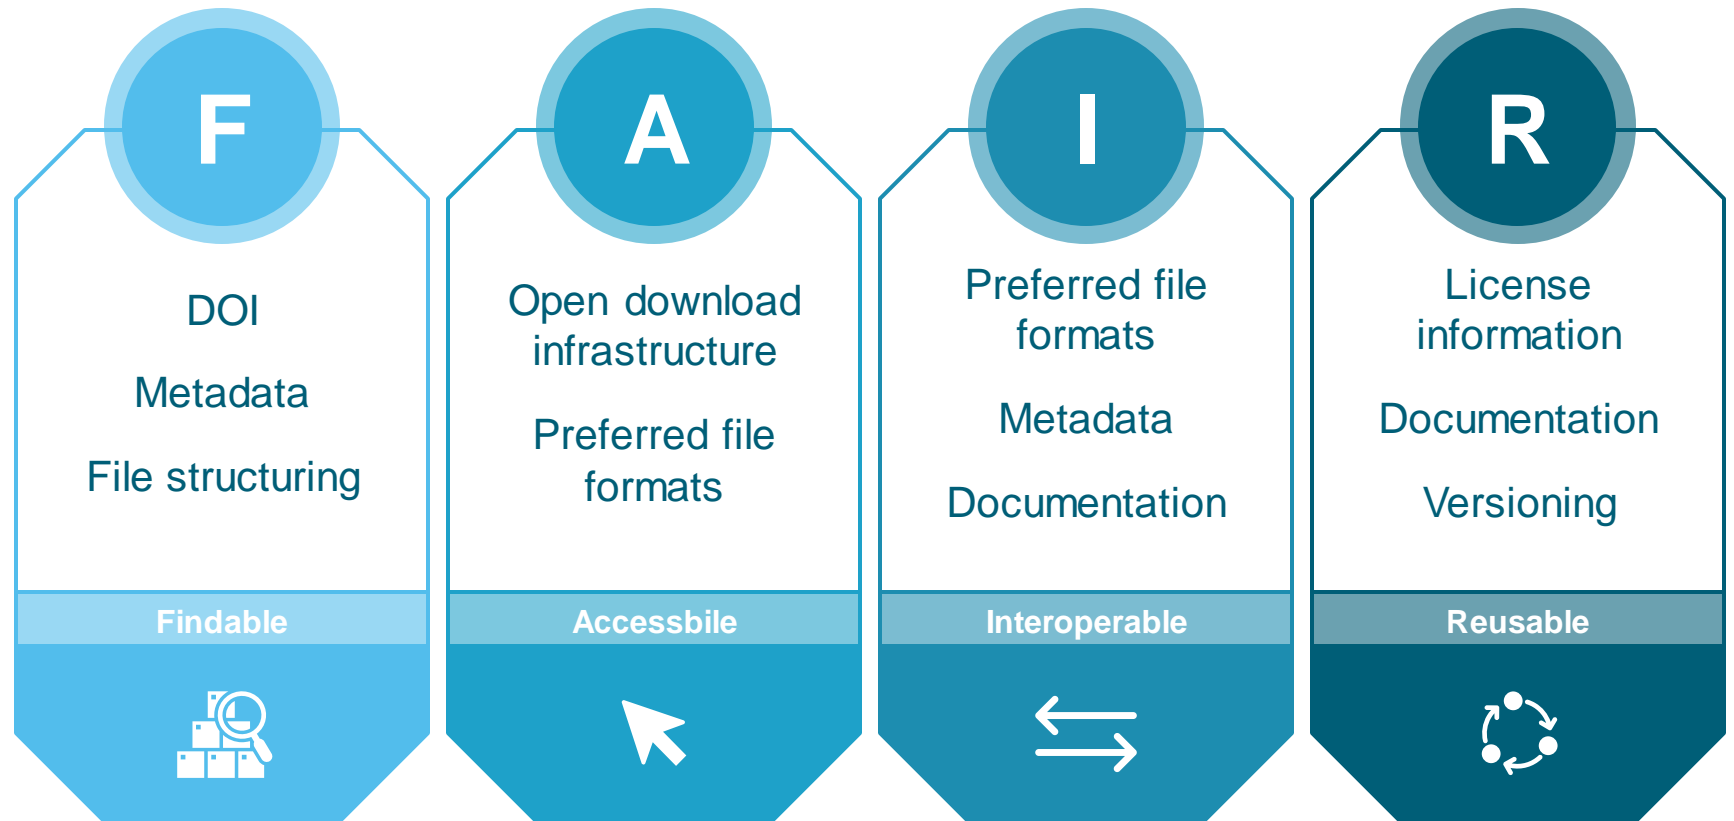 F
DOI
Metadata
File structuring
Findable
A
Open download
infrastructure
Preferred file
formats
Accessbile
I
Preferred file
formats
Metadata
Documentation
Interoperable
R
License
information
Documentation
Versioning
Reusable